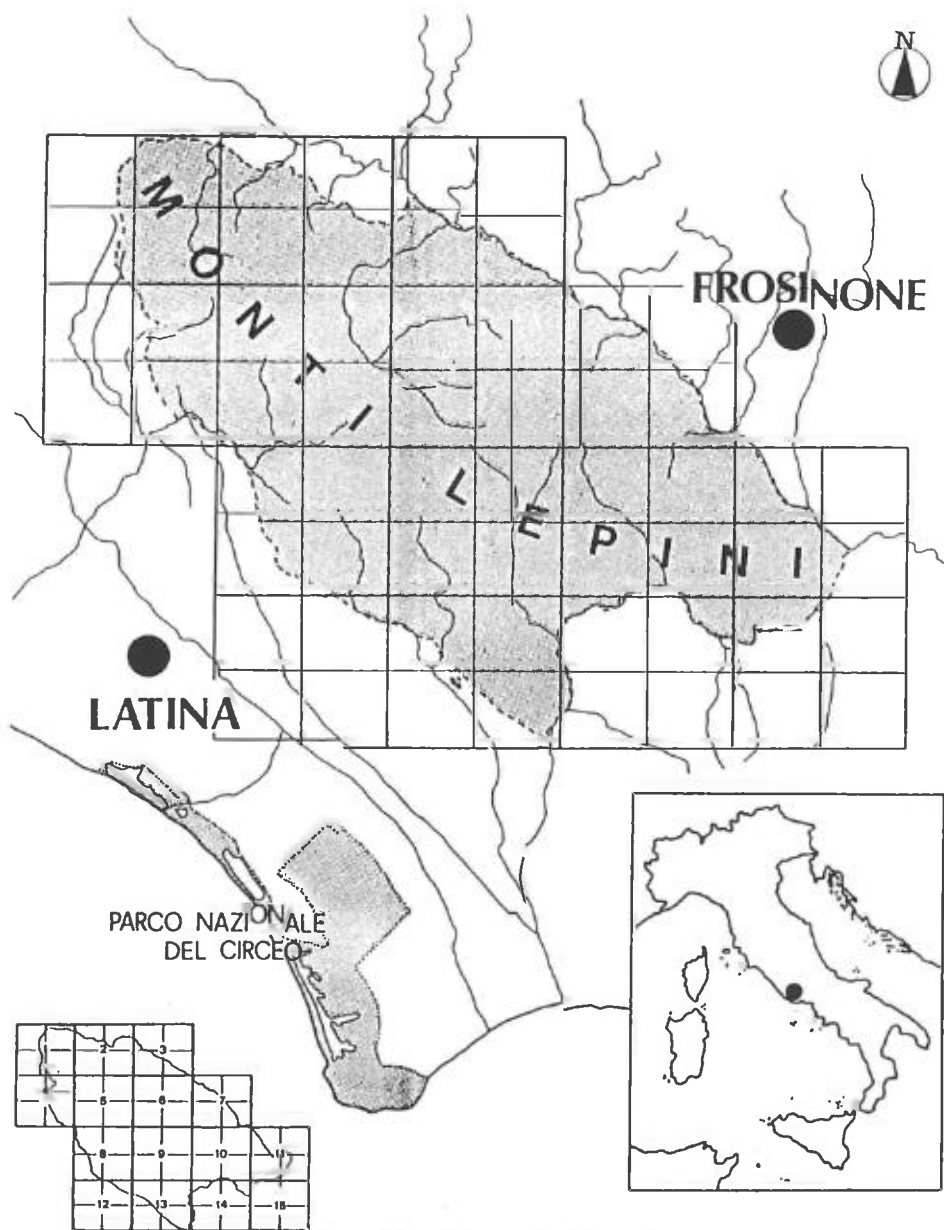 N
MONTI LEPINI
FROSINONE
LATINA
PARCO NAZIONALE
DEL CIRCEO
2 3
5 6 7
8 9 10 11
12 13 14 15